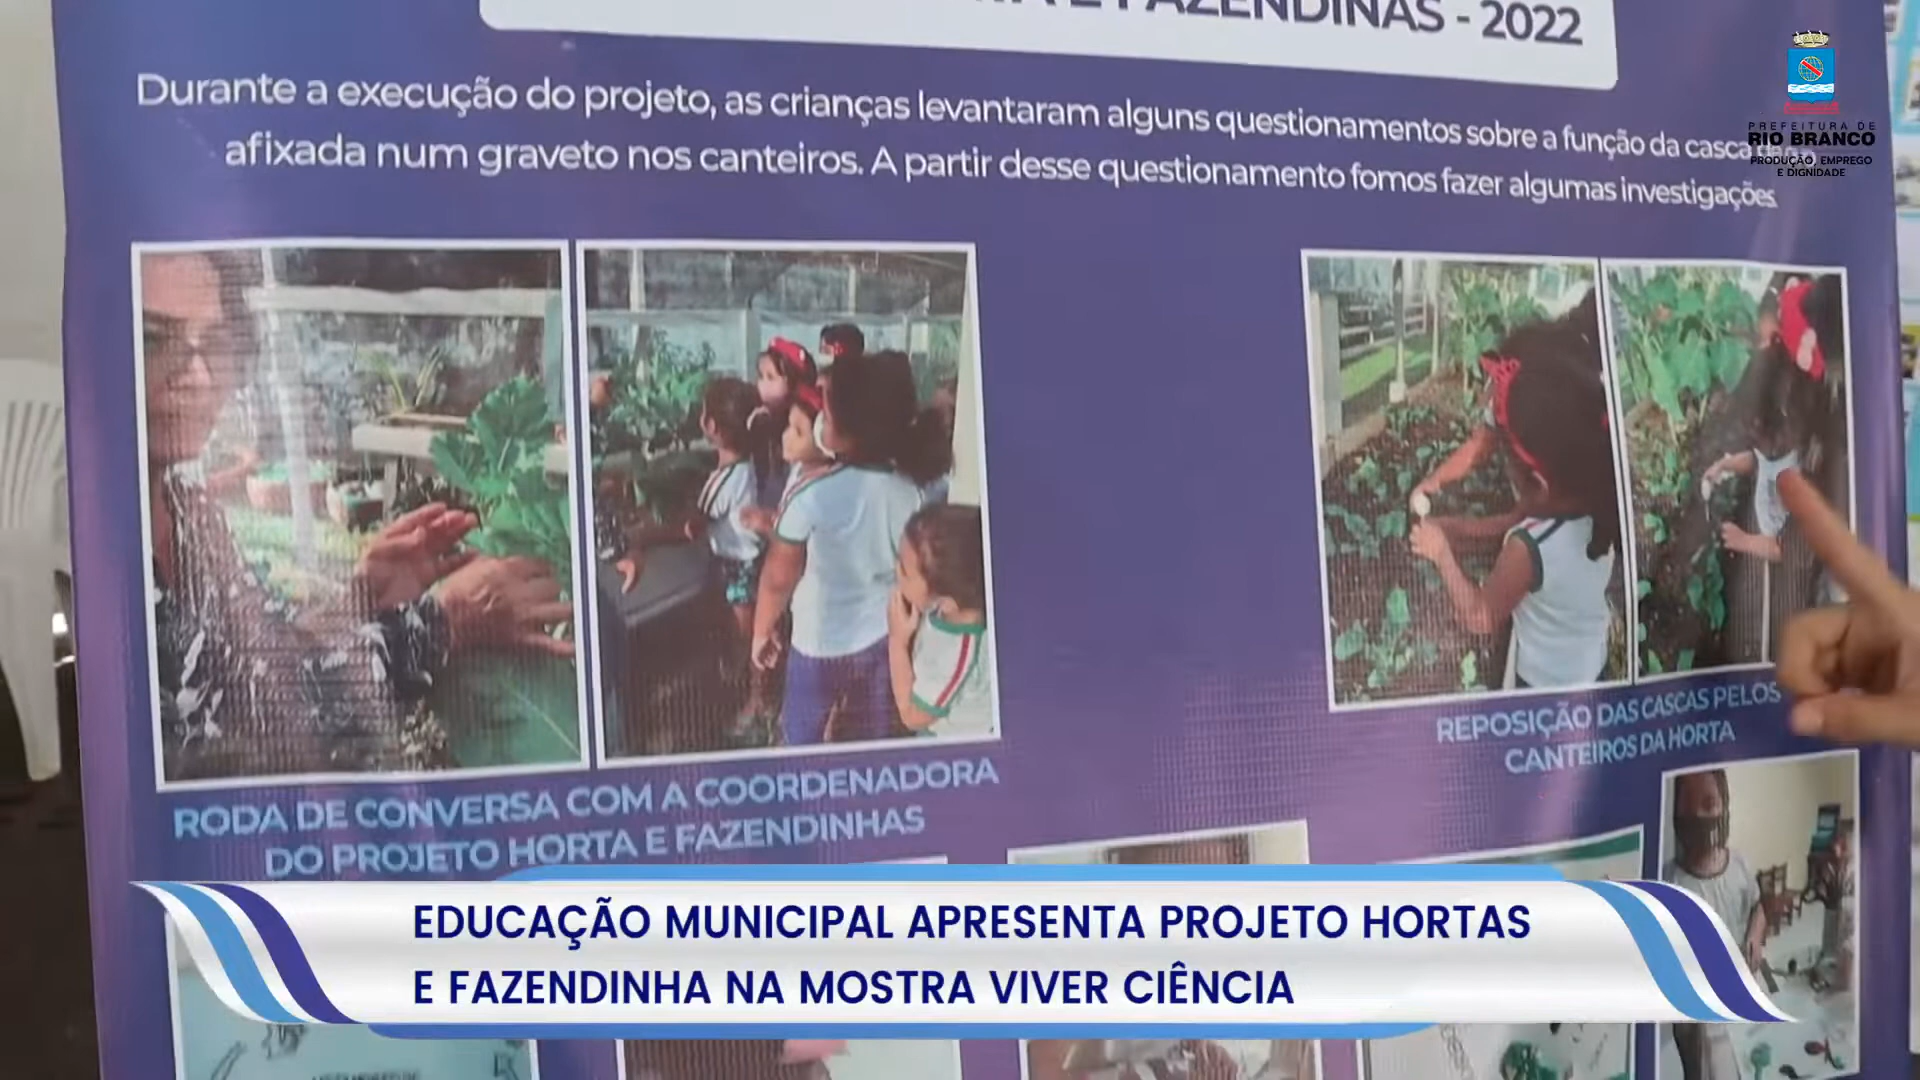 E FAZENDINAS - 2022
Durante a execução do projeto, as crianças levantaram alguns questionamentos sobre a função da casca
afixada num graveto nos canteiros. A partir desse questionamento fomos fazer algumas investigações
PREFEITURA DE
RIO BRANCO
PRODUÇÃO, EMPREGO
E DIGNIDADE
RODA DE CONVERSA COM A COORDENADORA
DO PROJETO HORTA E FAZENDINHAS
REPOSIÇÃO DAS CASCAS PELOS
CANTEIROS DA HORTA
EDUCAÇÃO MUNICIPAL APRESENTA PROJETO HORTAS
E FAZENDINHA NA MOSTRA VIVER CIÊNCIA